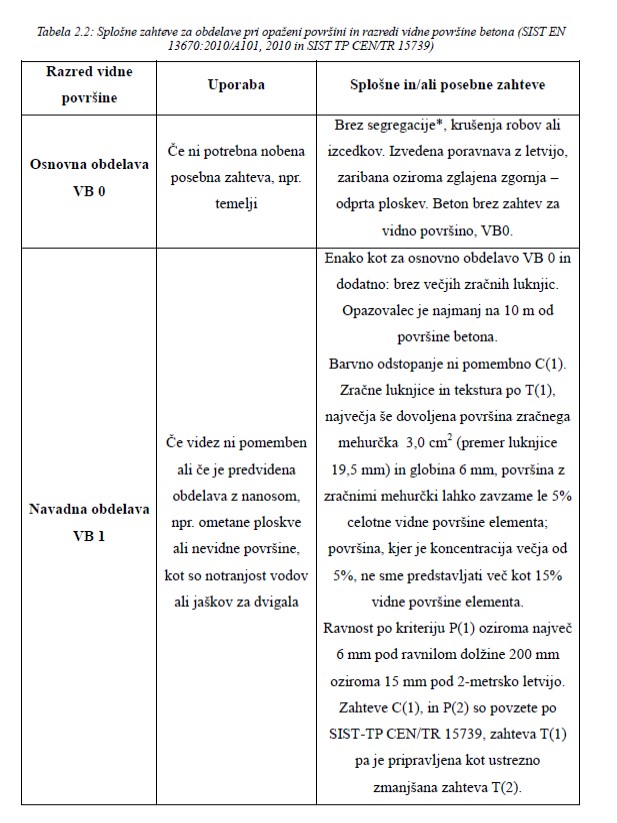 Tabela 2.2: Splošne zahteve za obdelave pri opaženi površini in razredi vidne površine betona (SIST EN
13670:2010/A101, 2010 in SIST TP CEN/TR 15739)
Razred vidne
površine
Uporaba
Splošne in/ali posebne zahteve
Osnovna obdelava
VB 0
Če ni potrebna nobena
posebna zahteva, npr.
temelji
Brez segregacije*, krušenja robov ali
izcedkov. Izvedena poravnava z letvijo,
zaribana oziroma zglajena zgornja –
odprta ploskev. Beton brez zahtev za
vidno površino, VB0.
Navadna obdelava
VB 1
Če videz ni pomemben
ali če je predvidena
obdelava z nanosom,
npr. ometane ploskve
ali nevidne površine,
kot so notranjost vodov
ali jaškov za dvigala
Enako kot za osnovno obdelavo VB 0 in
dodatno: brez večjih zračnih luknjic.
Opazovalec je najmanj na 10 m od
površine betona.
Barvno odstopanje ni pomembno C(1).
Zračne luknjice in tekstura po T(1),
največja še dovoljena površina zračnega
mehurčka 3,0 cm² (premer luknjice
19,5 mm) in globina 6 mm, površina z
zračnimi mehurčki lahko zavzame le 5%
celotne vidne površine elementa;
površina, kjer je koncentracija večja od
5%, ne sme predstavljati več kot 15%
vidne površine elementa.
Ravnost po kriteriju P(1) oziroma največ
6 mm pod ravnilom dolžine 200 mm
oziroma 15 mm pod 2-metrsko letvijo.
Zahteve C(1), in P(2) so povzete po
SIST-TP CEN/TR 15739, zahteva T(1)
pa je pripravljena kot ustrezno
zmanjšana zahteva T(2).